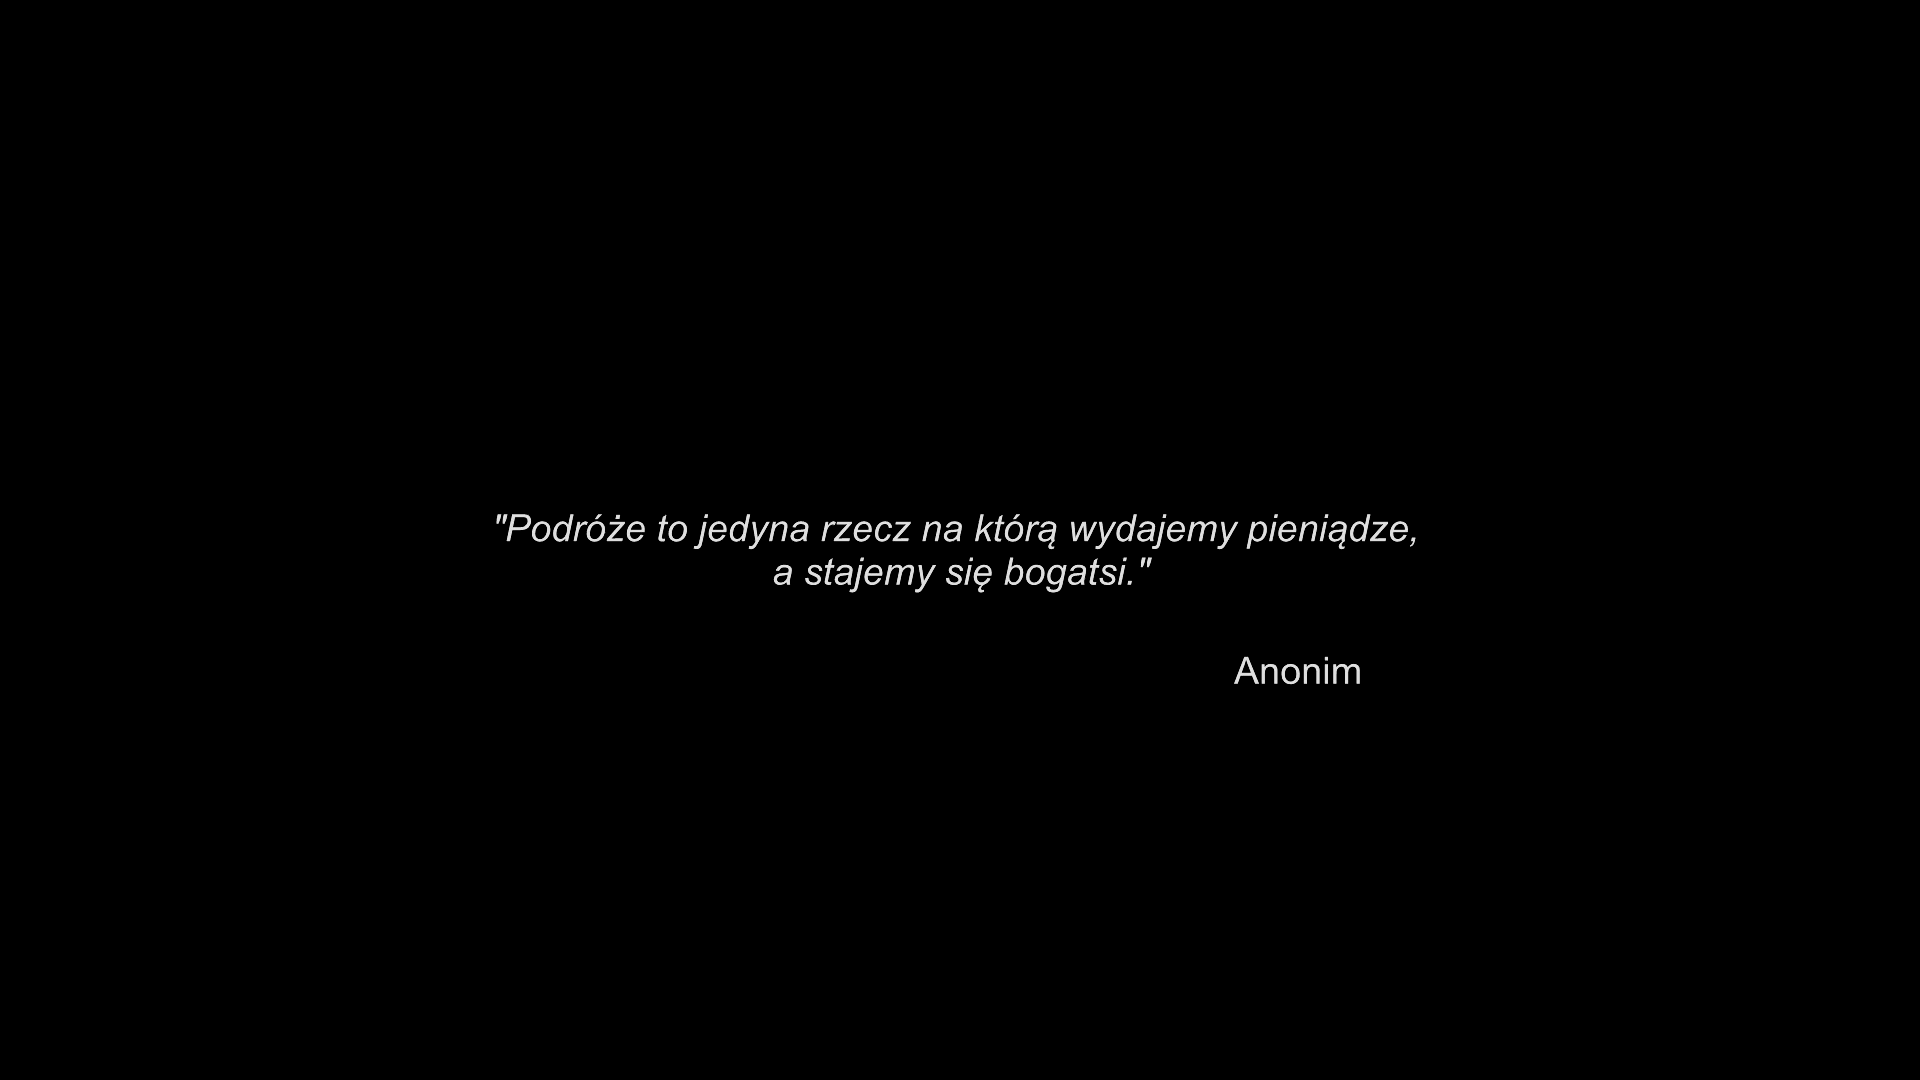 "Podróże to jedyna rzecz na którą wydajemy pieniądze,
a stajemy się bogatsi."
Anonim